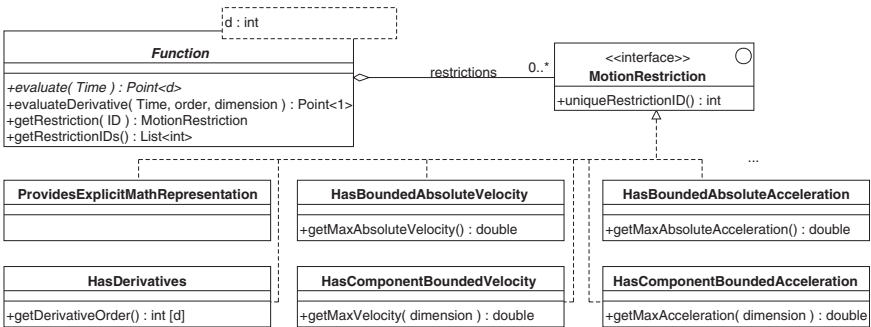 d : int
Function
+evaluate( Time ) : Point<d>
+evaluateDerivative( Time, order, dimension ) : Point<1>
+getRestriction( ID ) : MotionRestriction
+getRestrictionIDs() : List<int>
restrictions
0..*
<<interface>>
MotionRestriction
+uniqueRestrictionID() : int
...
ProvidesExplicitMathRepresentation
HasBoundedAbsoluteVelocity
+getMaxAbsoluteVelocity() : double
HasBoundedAbsoluteAcceleration
+getMaxAbsoluteAcceleration() : double
HasDerivatives
+getDerivativeOrder() : int [d]
HasComponentBoundedVelocity
+getMaxVelocity( dimension ) : double
HasComponentBoundedAcceleration
+getMaxAcceleration( dimension ) : double